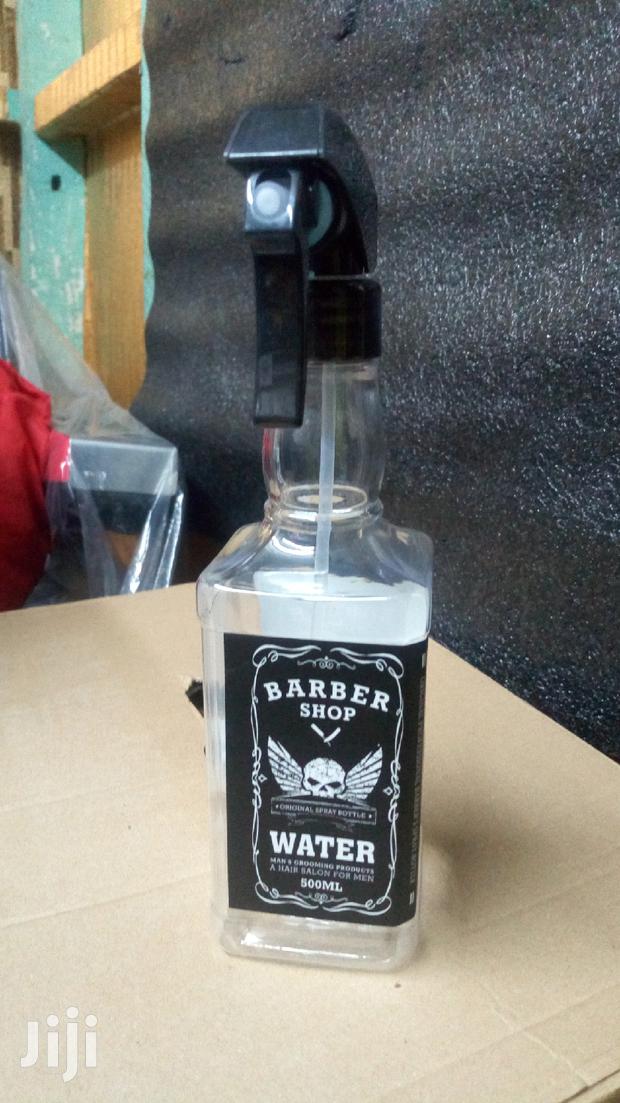 BARBER
SHOP
• ORIGINAL SPRAY BOTTLE •
WATER
MAN S GROOMING PRODUCTS
A HAIR SALON FOR MEN
500ML
Jiji